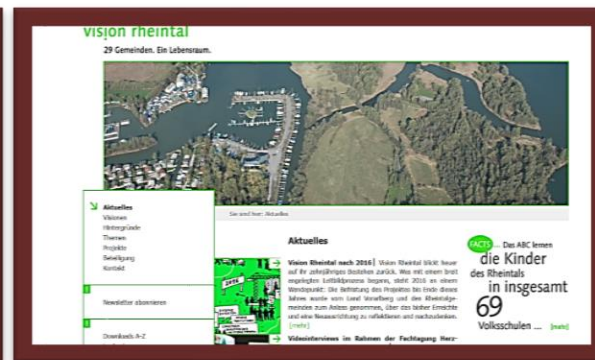 vision rheintal
29 Gemeinden. Ein Lebensraum.
Aktuelles
Visionen
Hintergründe
Themen
Projekte
Beteiligung
Kontakt
Newsletter abonnieren
Downloads A-Z
Sie sind hier: Aktuelles
2016
Aktuelles
Vision Rheintal nach 2016| Vision Rheintal blickt heuer
auf ihr zehnjähriges Bestehen zurück. Was mit einem breit
angelegten Leitbildprozess begann, steht 2016 an einem
Wendepunkt: Die Befristung des Projektes bis Ende dieses
Jahres wurde vom Land Vorarlberg und den Rheintalge-
meinden zum Anlass genommen, über das bisher Erreichte
und eine Neuausrichtung zu reflektieren und nachzudenken.
[mehr]
Videointerviews im Rahmen der Fachtagung Herz-
FACTS ... Das ABC lernen
die Kinder
des Rheintals
in insgesamt
69
Volksschulen ... [mehr]